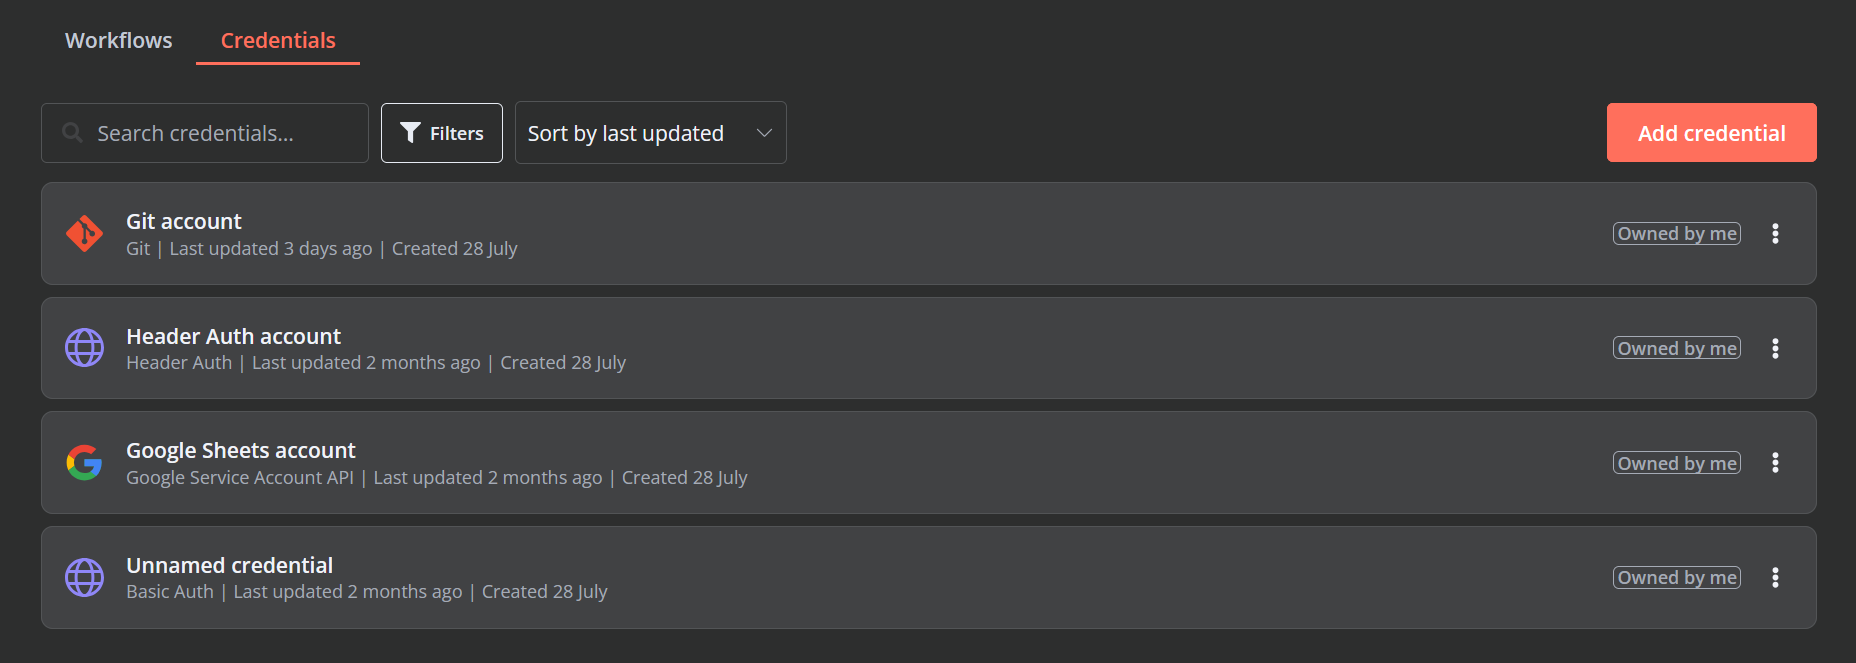 Workflows Credentials
Search credentials... Filters Sort by last updated Add credential
Git account
Git | Last updated 3 days ago | Created 28 July
Owned by me
Header Auth account
Header Auth | Last updated 2 months ago | Created 28 July
Owned by me
Google Sheets account
Google Service Account API | Last updated 2 months ago | Created 28 July
Owned by me
Unnamed credential
Basic Auth | Last updated 2 months ago | Created 28 July
Owned by me